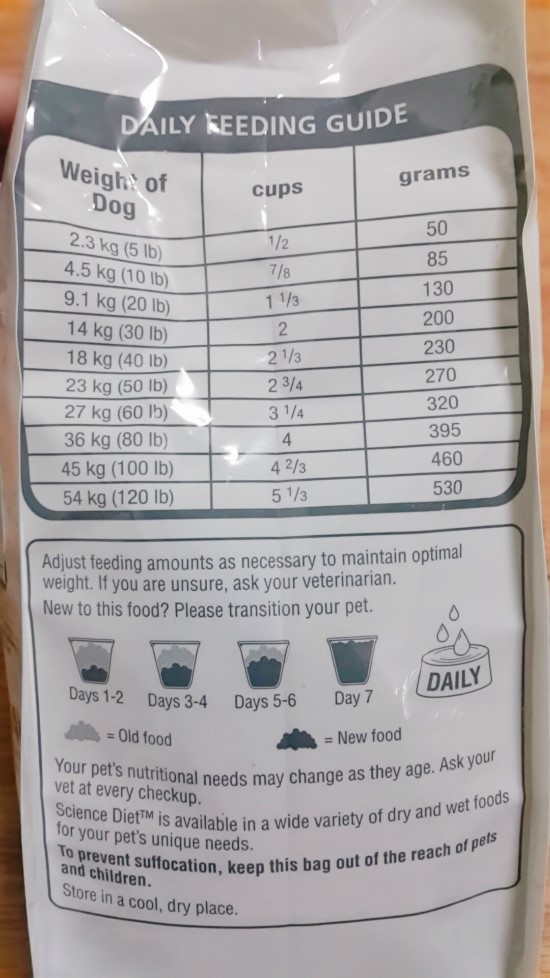 DAILY FEEDING GUIDE
Weight of Dog cups grams
2.3 kg (5 lb) 1/2 50
4.5 kg (10 lb) 7/8 85
9.1 kg (20 lb) 1 1/3 130
14 kg (30 lb) 2 200
18 kg (40 lb) 2 1/3 230
23 kg (50 lb) 2 3/4 270
27 kg (60 lb) 3 1/4 320
36 kg (80 lb) 4 395
45 kg (100 lb) 4 2/3 460
54 kg (120 lb) 5 1/3 530
Adjust feeding amounts as necessary to maintain optimal
weight. If you are unsure, ask your veterinarian.
New to this food? Please transition your pet.
Days 1-2 Days 3-4 Days 5-6 Day 7 DAILY
= Old food = New food
Your pet's nutritional needs may change as they age. Ask your
vet at every checkup.
Science Diet™ is available in a wide variety of dry and wet foods
for your pet's unique needs.
To prevent suffocation, keep this bag out of the reach of pets
and children.
Store in a cool, dry place.